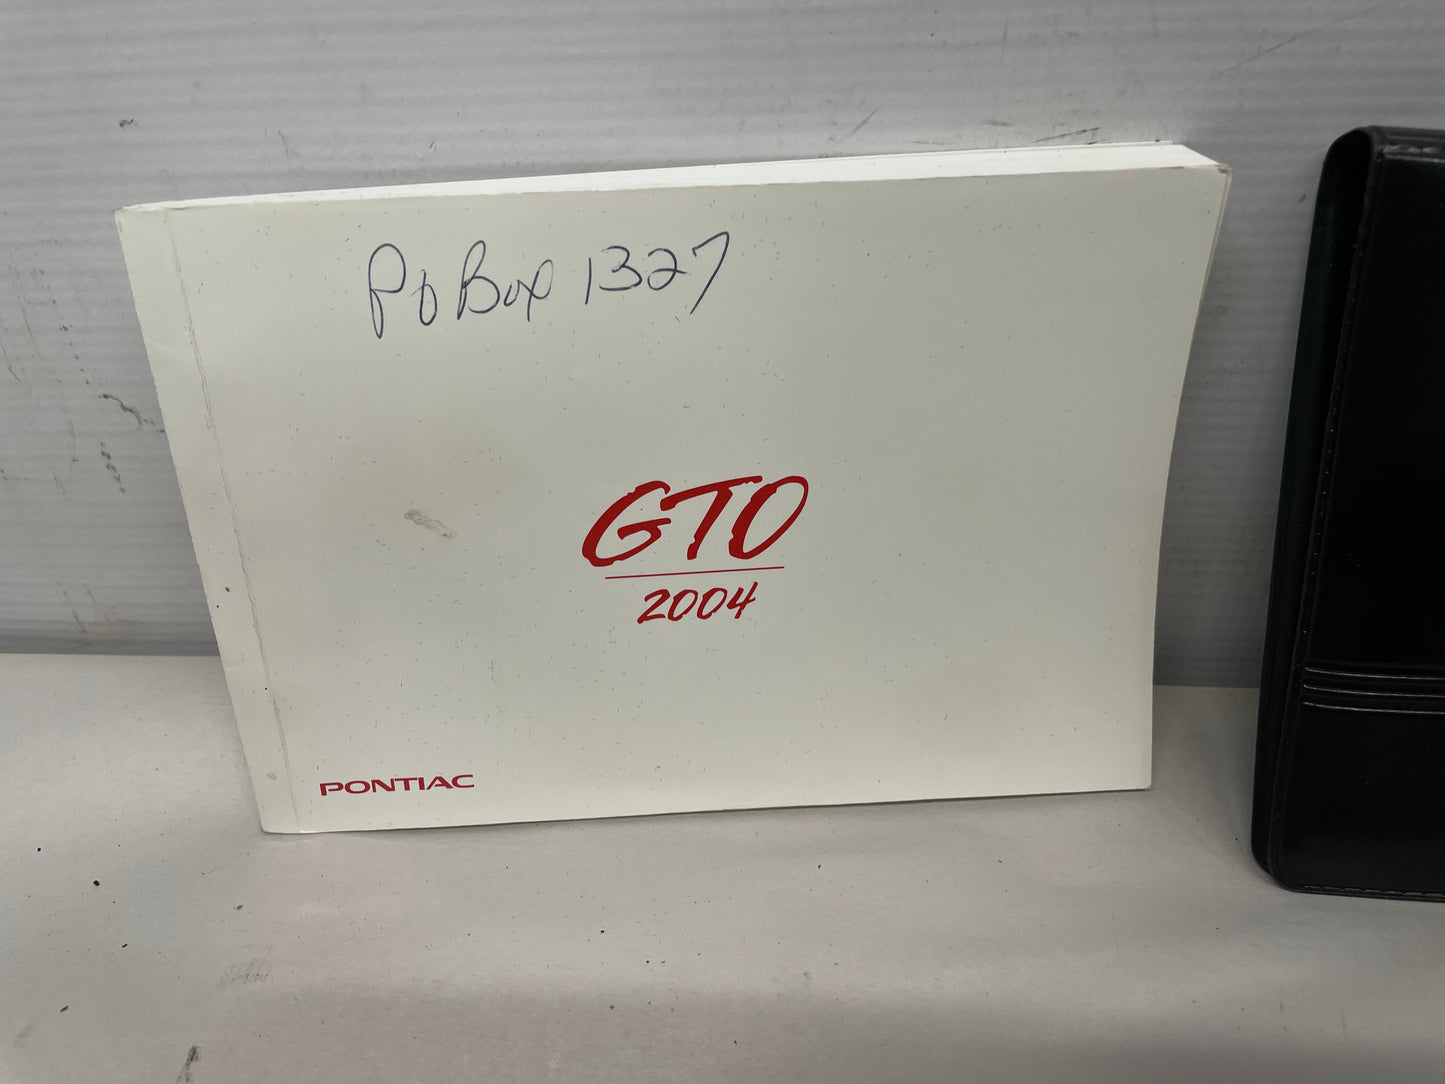 Po Box 1327
GTO
2004
PONTIAC